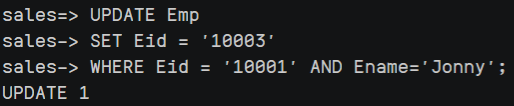 sales=> UPDATE Emp
sales=> SET Eid = '10003'
sales=> WHERE Eid = '10001' AND Ename='Jonny';
UPDATE 1